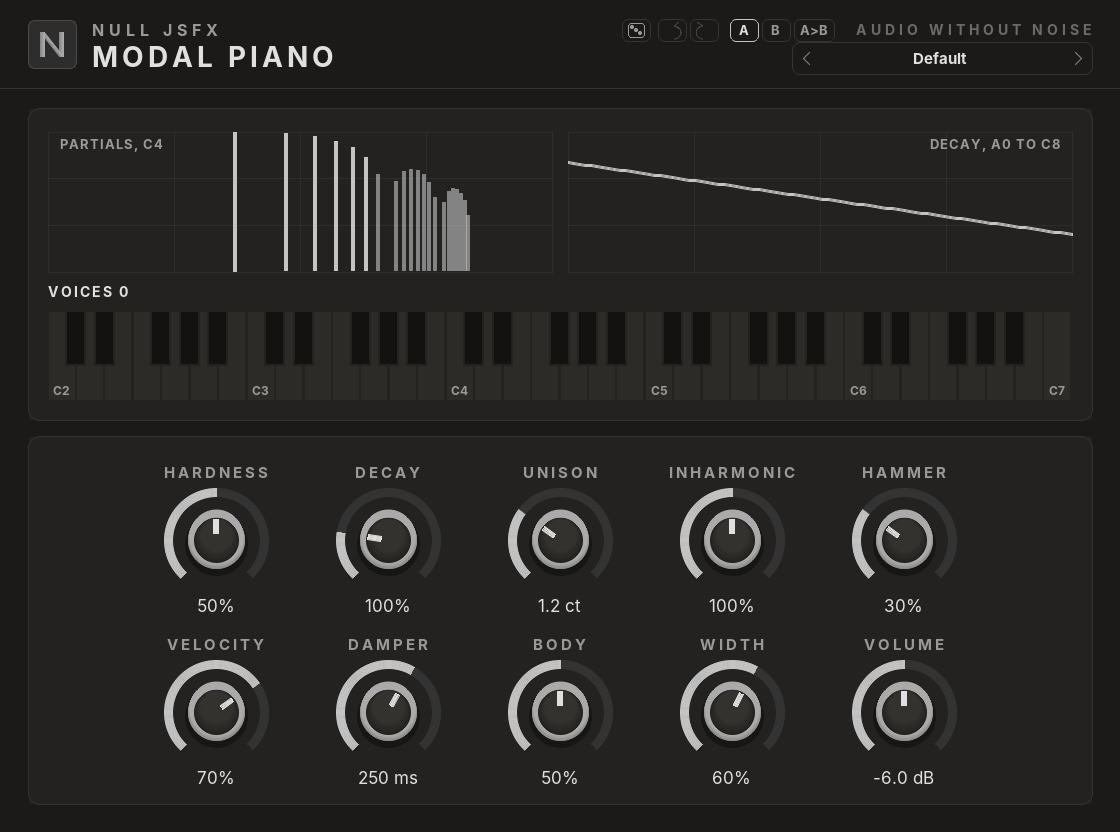 N
NULL JSFX
MODAL PIANO
A B A>B
AUDIO WITHOUT NOISE
Default
PARTIALS, C4
DECAY, A0 TO C8
VOICES 0
C2 C3 C4 C5 C6 C7
HARDNESS DECAY UNISON INHARMONIC HAMMER
50% 100% 1.2 ct 100% 30%
VELOCITY DAMPER BODY WIDTH VOLUME
70% 250 ms 50% 60% -6.0 dB